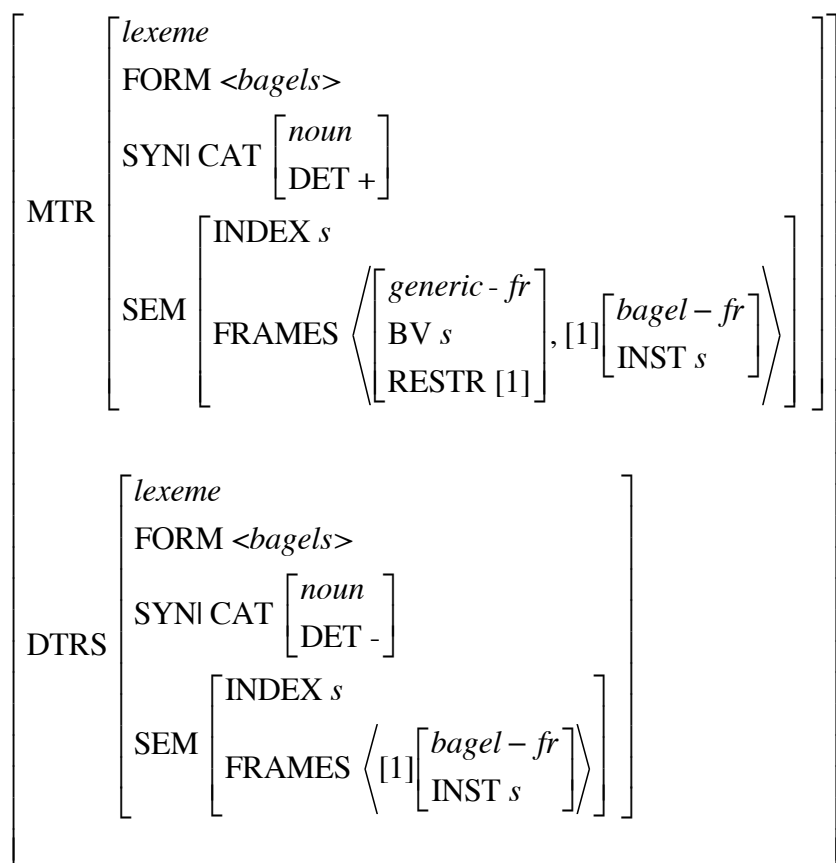 lexeme
FORM <bagels>
SYN| CAT [noun
DET +]
MTR
SEM [INDEX s
FRAMES ⟨[generic - fr
BV s
RESTR [1]], [1][bagel – fr
INST s]⟩]
lexeme
FORM <bagels>
SYN| CAT [noun
DET -]
DTRS
SEM [INDEX s
FRAMES ⟨[1][bagel – fr
INST s]⟩]